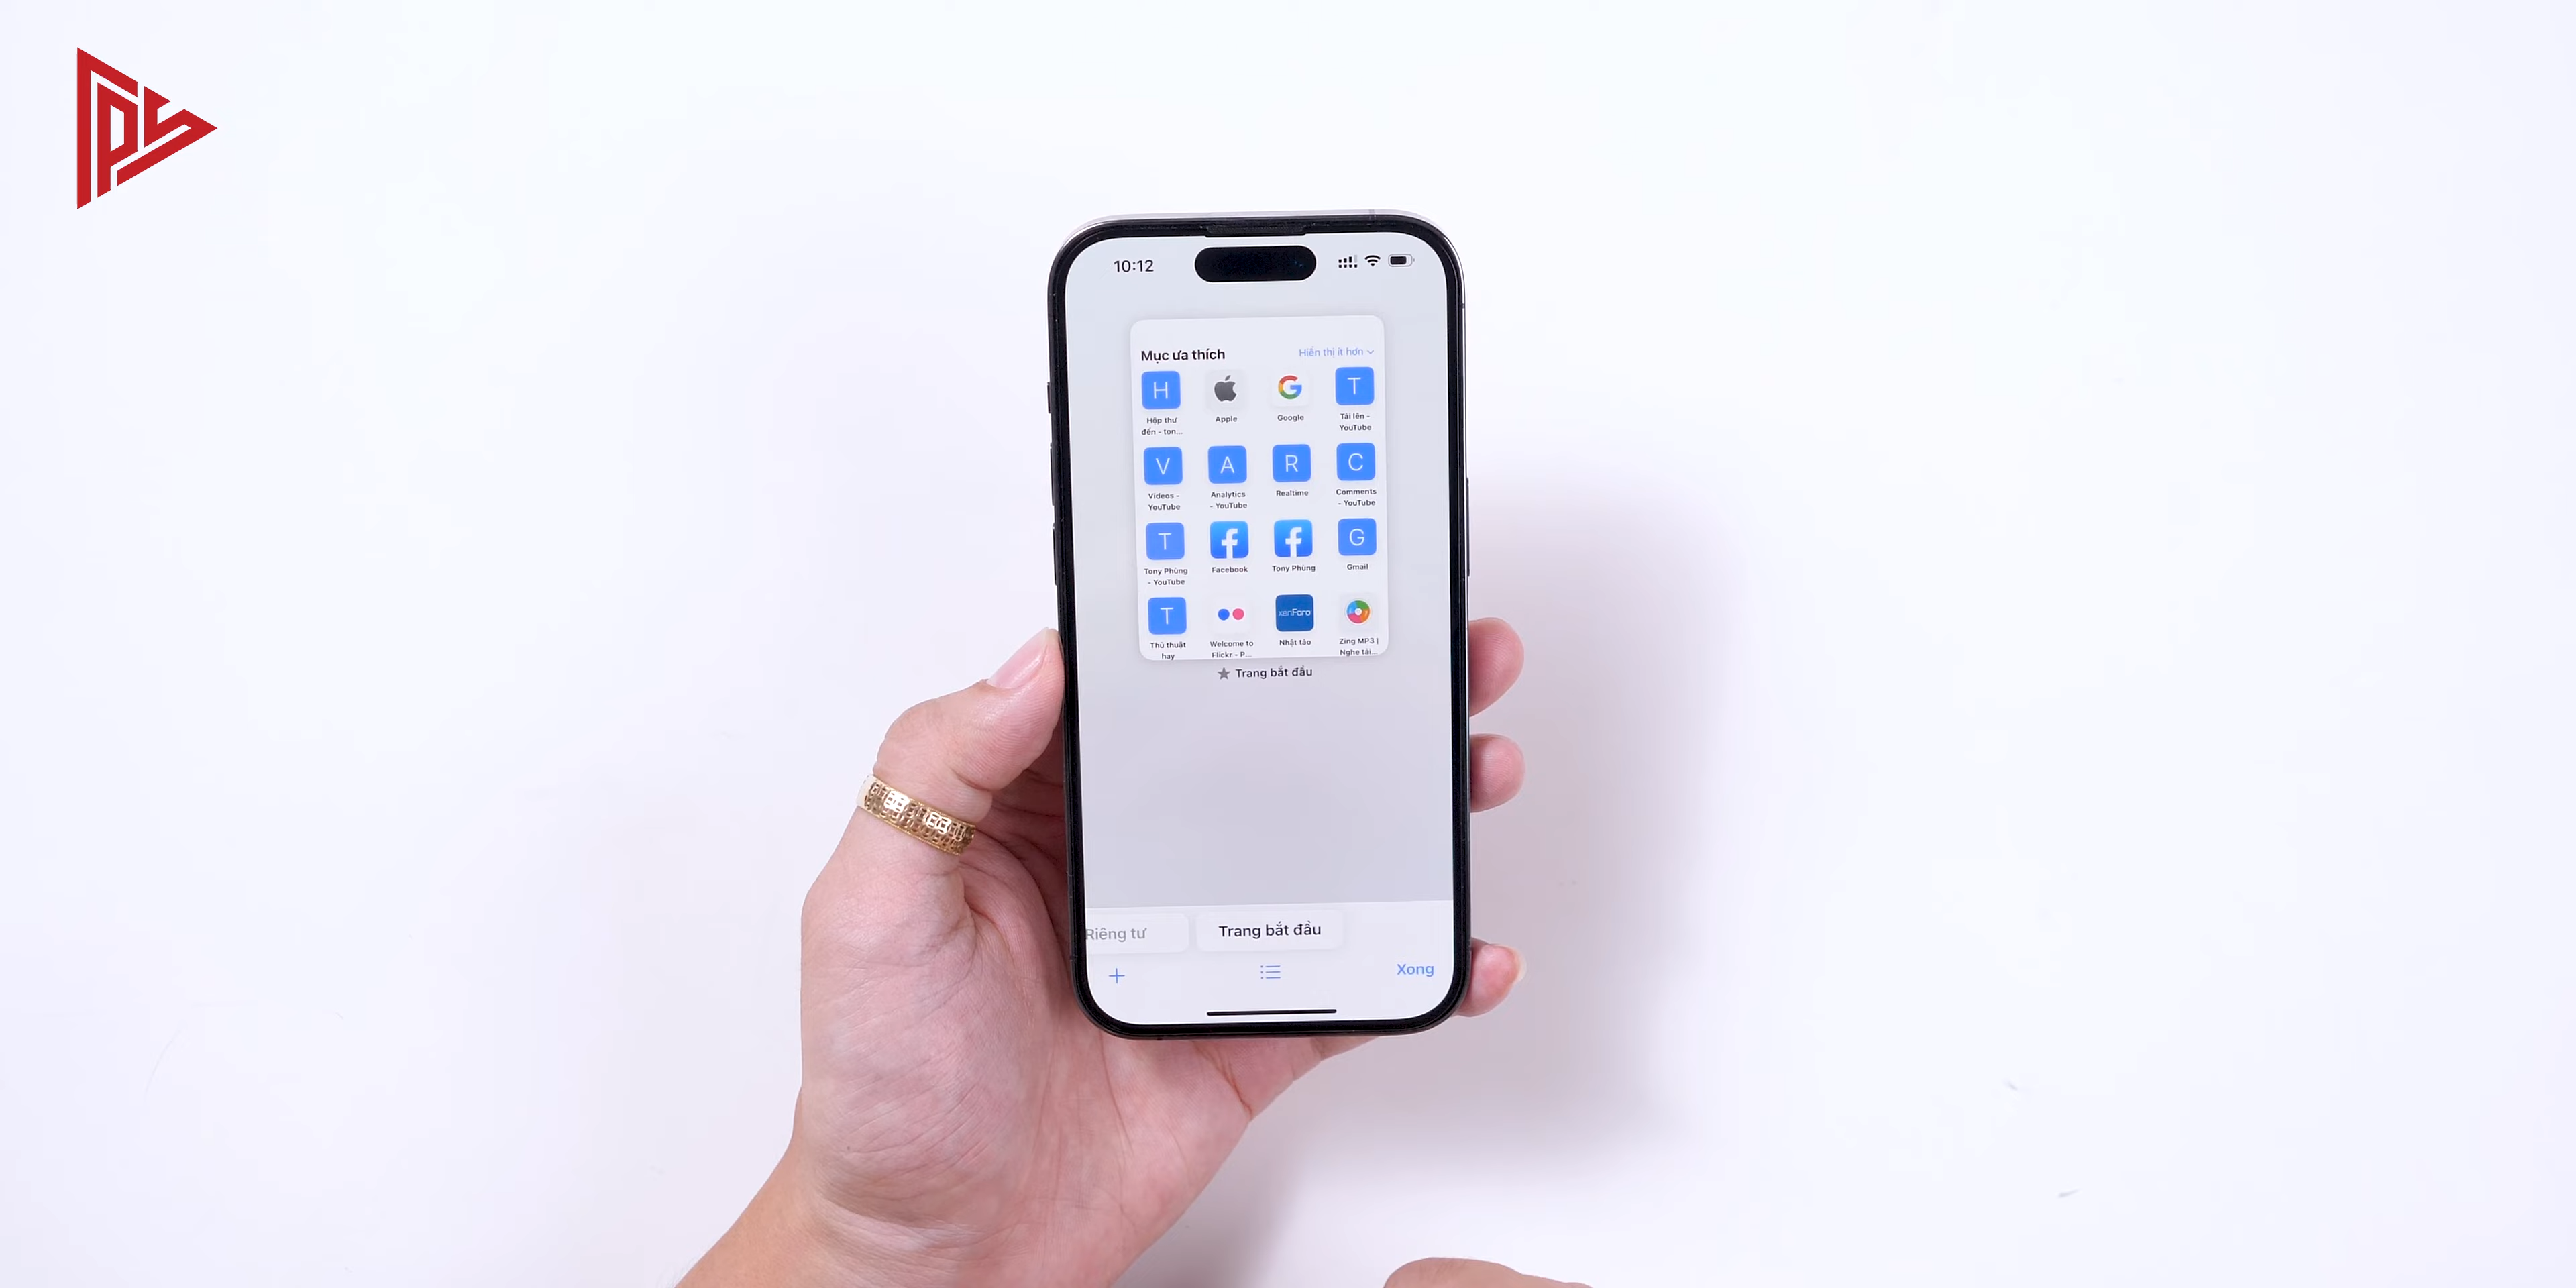 10:12
Mục ưa thích
Hiển thị ít hơn
H
G
T
Hộp thư
đến - ton...
Apple
Google
Tải lên -
YouTube
V
A
R
C
Videos -
YouTube
Analytics
- YouTube
Realtime
Comments
- YouTube
T
f
f
G
Tony Phùng
- YouTube
Facebook
Tony Phùng
Gmail
T
xenForo
Thủ thuật
hay
Welcome to
Flickr - P...
Nhật tảo
Zing MP3 |
Nghe tải...
Trang bắt đầu
Riêng tư
Trang bắt đầu
Xong